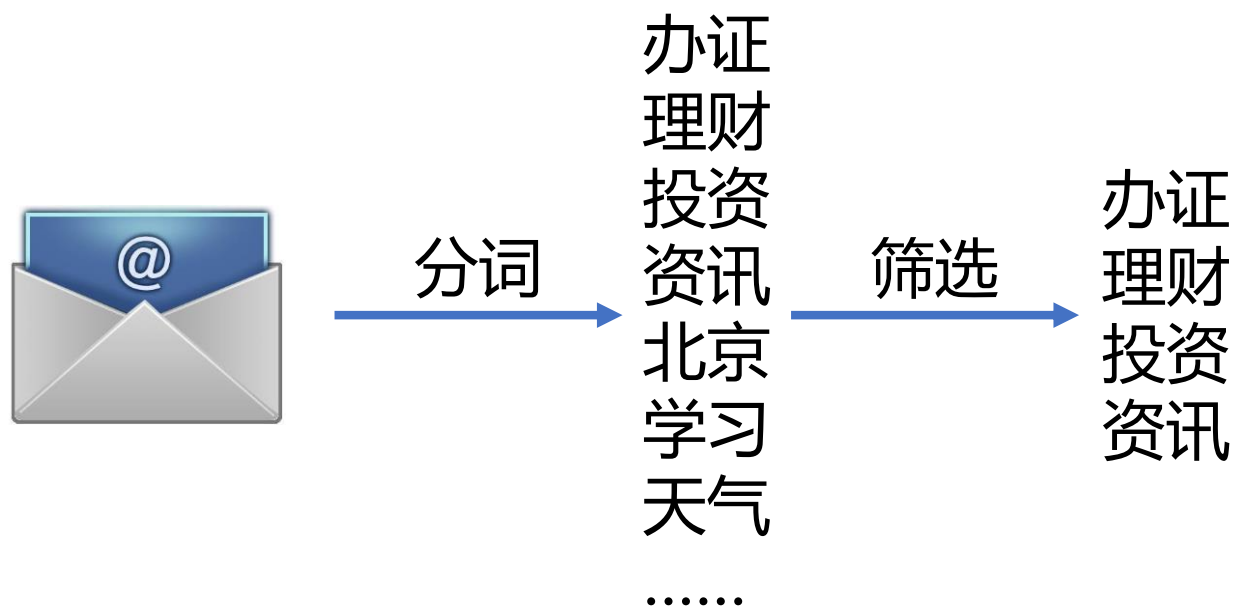 @
分词
办证
理财
投资
资讯
北京
学习
天气
……
筛选
办证
理财
投资
资讯